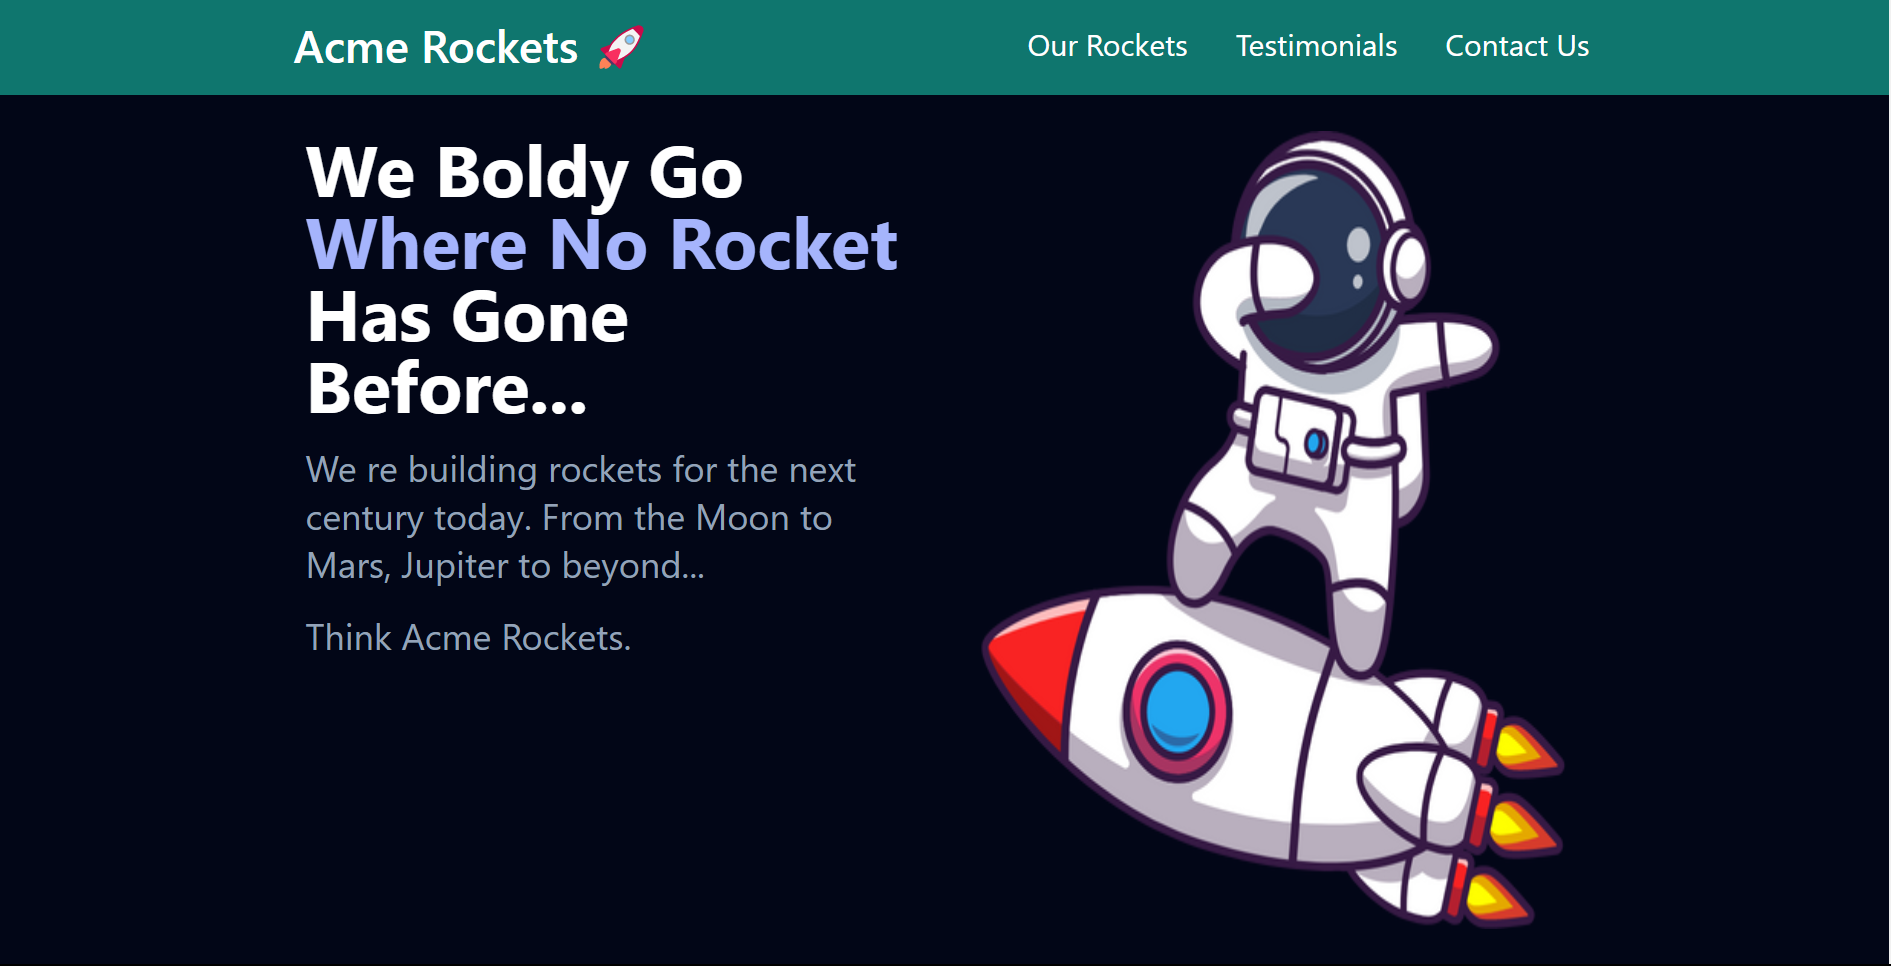 Acme Rockets 🚀
Our Rockets
Testimonials
Contact Us
We Boldy Go
Where No Rocket
Has Gone
Before...
We re building rockets for the next
century today. From the Moon to
Mars, Jupiter to beyond...
Think Acme Rockets.